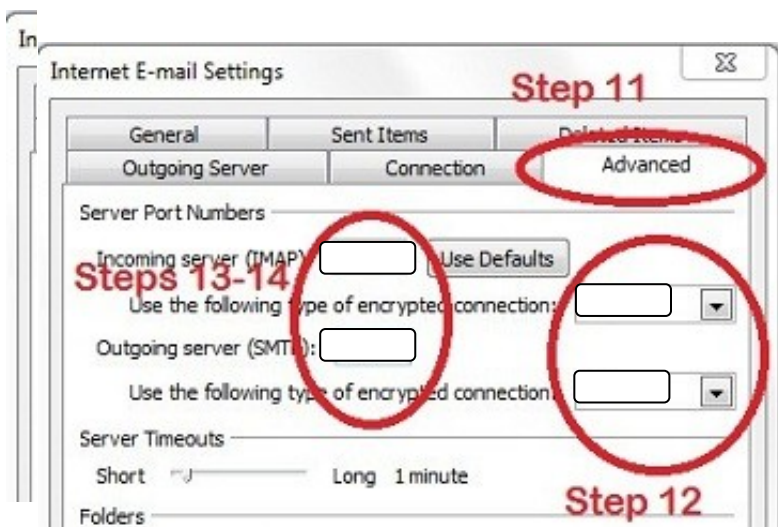 In
Internet E-mail Settings
Step 11
General Sent Items Deleted Items
Outgoing Server Connection Advanced
Server Port Numbers
Incoming server (IMAP): Use Defaults
Steps 13-14
Use the following type of encrypted connection:
Outgoing server (SMTP):
Use the following type of encrypted connection:
Server Timeouts
Short Long 1 minute
Step 12
Folders